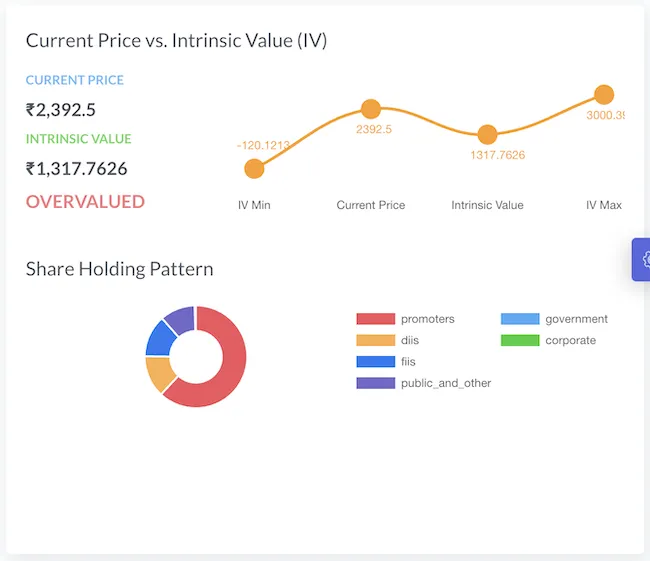 Current Price vs. Intrinsic Value (IV)
CURRENT PRICE
₹2,392.5
INTRINSIC VALUE
₹1,317.7626
OVERVALUED
-120.1213
2392.5
1317.7626
3000.39
IV Min
Current Price
Intrinsic Value
IV Max
Share Holding Pattern
promoters
government
diis
corporate
fiis
public_and_other